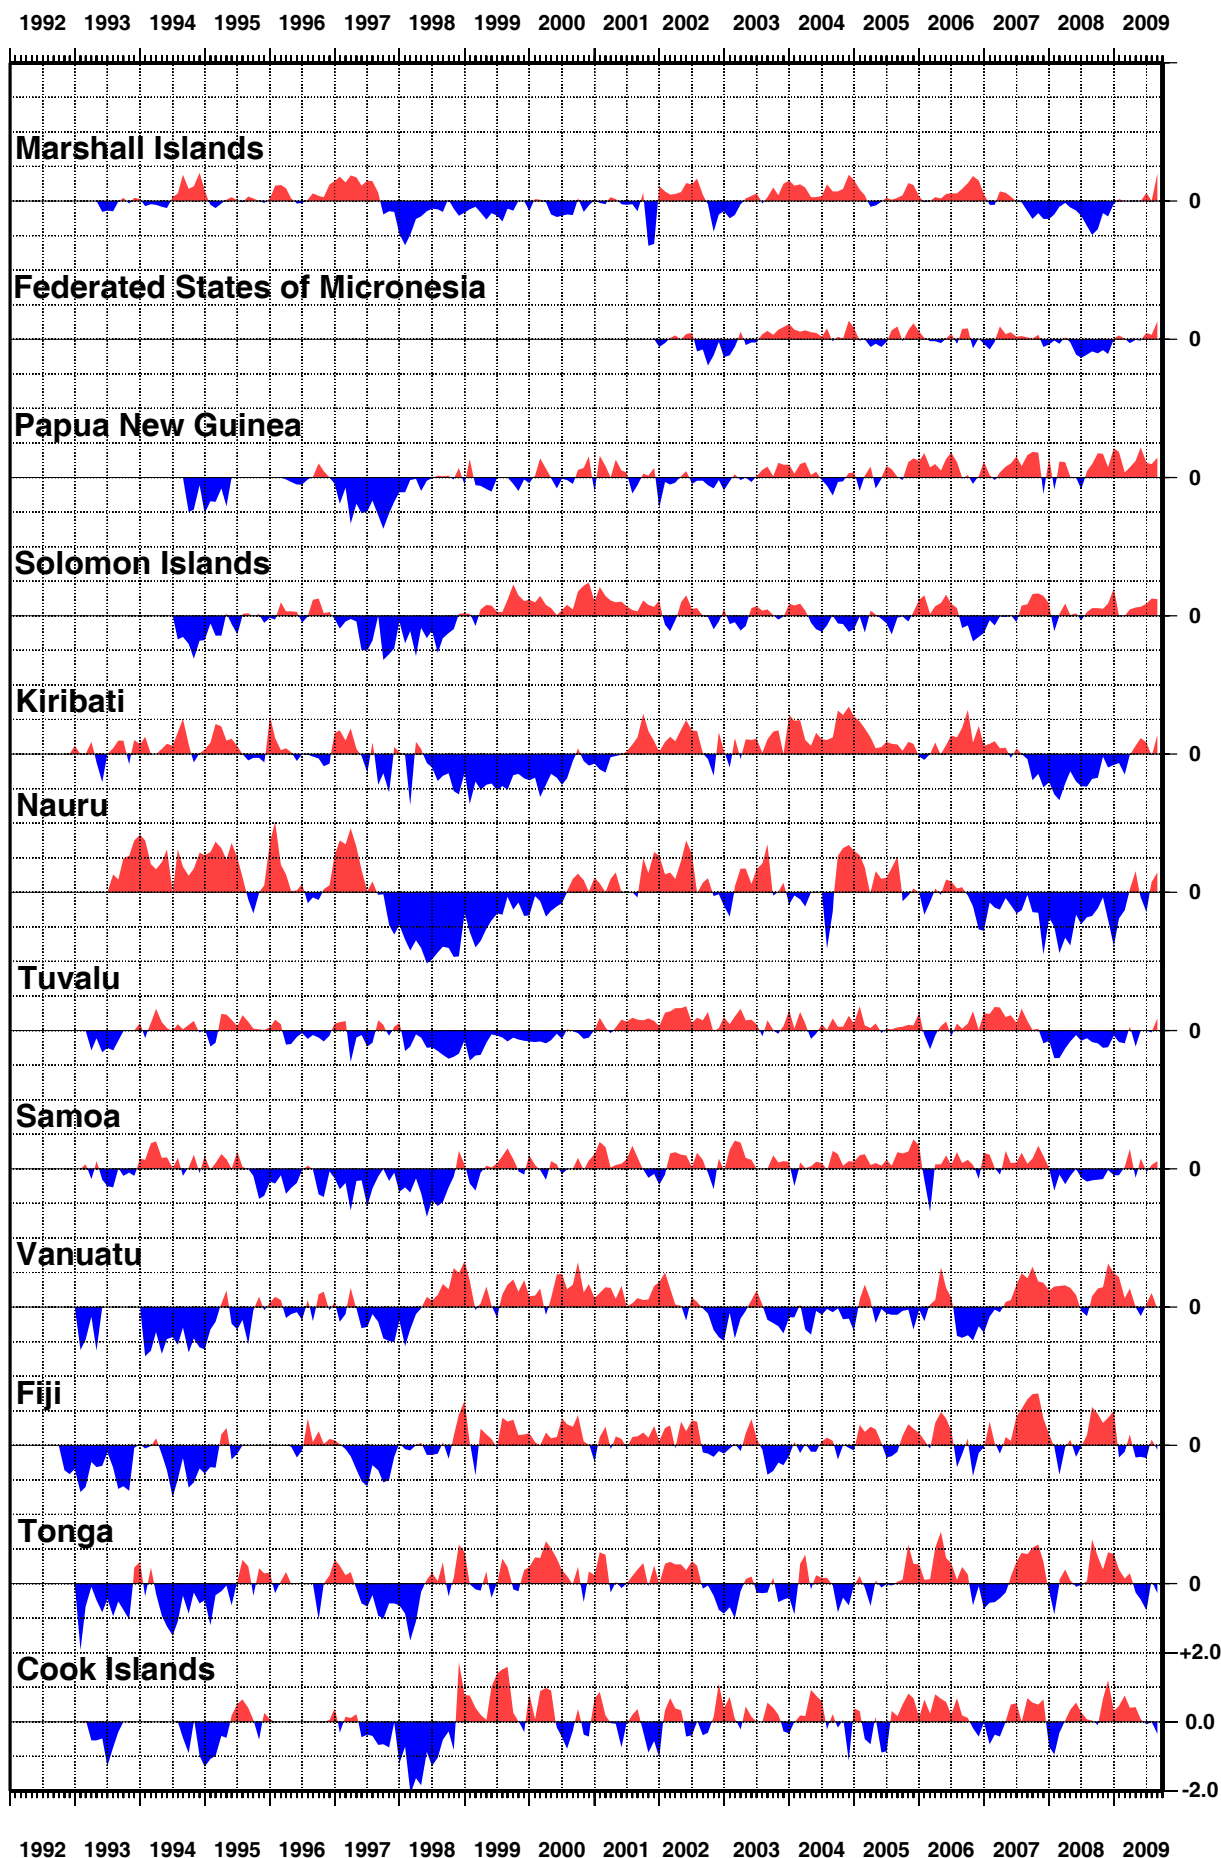 1992 1993 1994 1995 1996 1997 1998 1999 2000 2001 2002 2003 2004 2005 2006 2007 2008 2009
Marshall Islands
0
Federated States of Micronesia
0
Papua New Guinea
0
Solomon Islands
0
Kiribati
0
Nauru
0
Tuvalu
0
Samoa
0
Vanuatu
0
Fiji
0
Tonga
0
+2.0
Cook Islands
0.0
-2.0
1992 1993 1994 1995 1996 1997 1998 1999 2000 2001 2002 2003 2004 2005 2006 2007 2008 2009